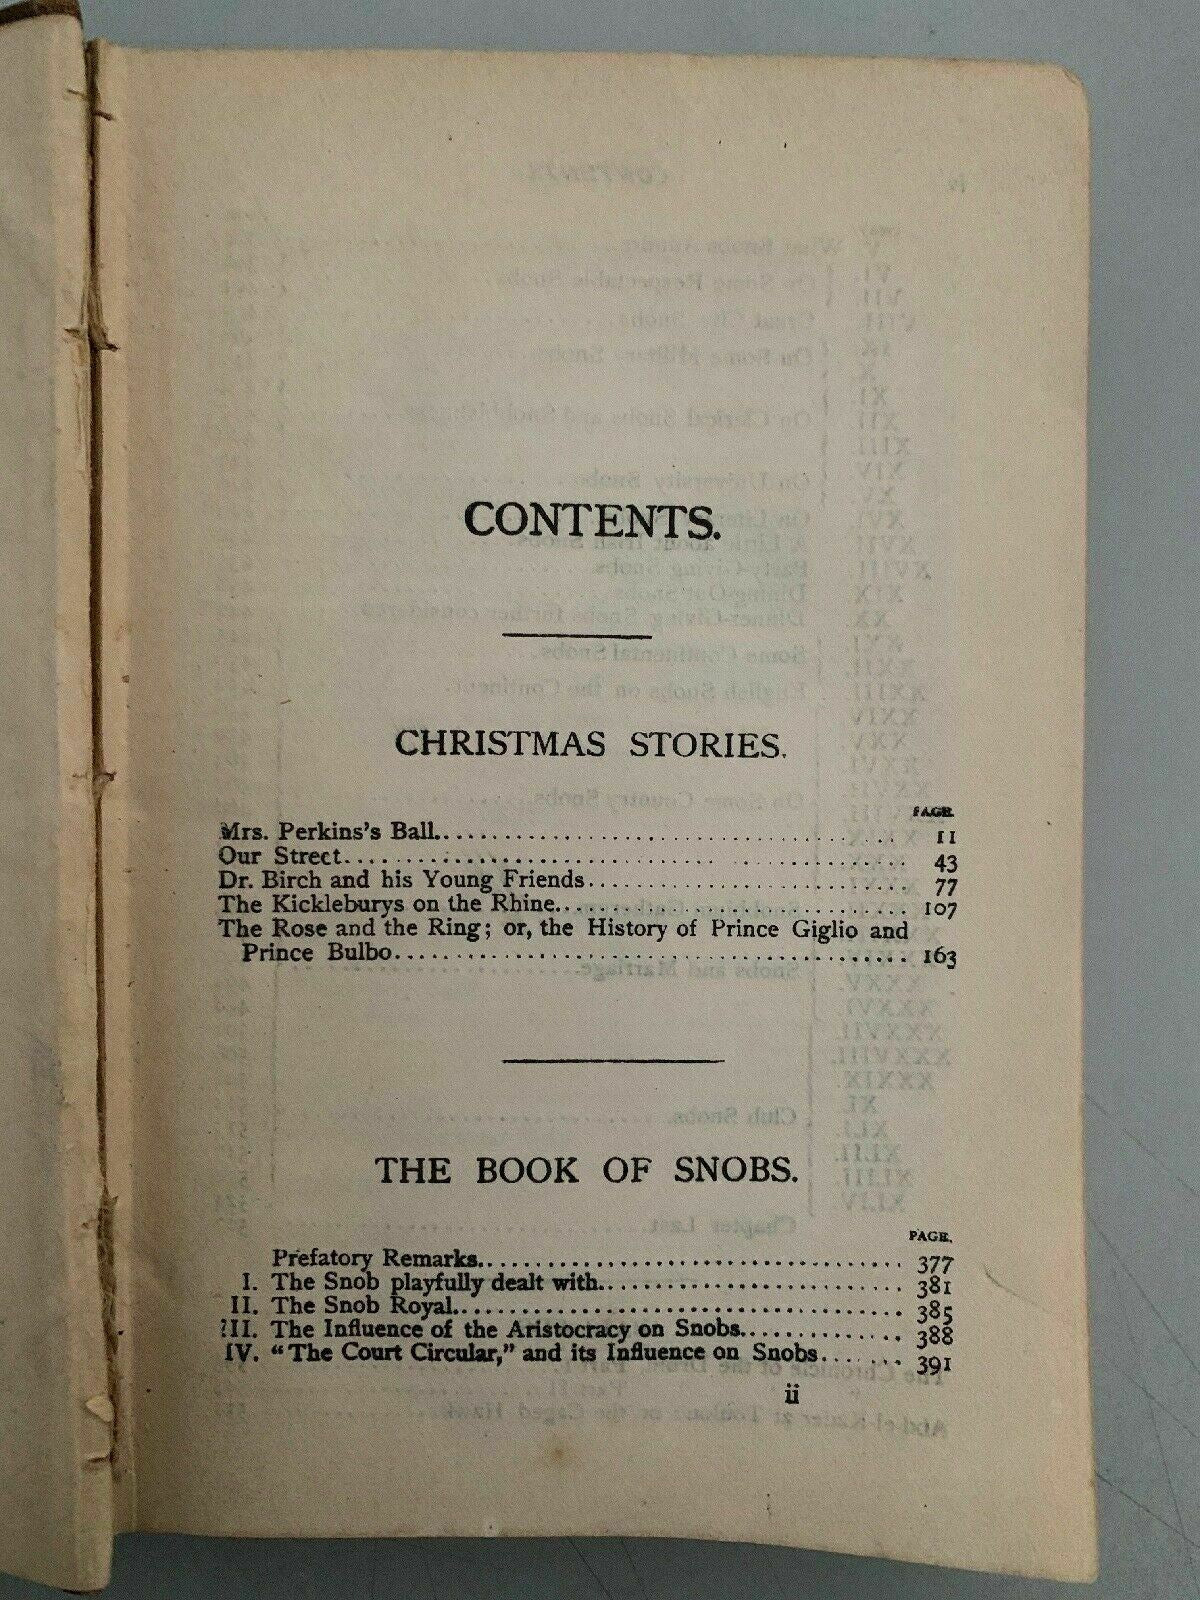 CONTENTS.
CHRISTMAS STORIES.
PAGE.
Mrs. Perkins's Ball........................................ 11
Our Street........................................ 43
Dr. Birch and his Young Friends........................ 77
The Kickleburys on the Rhine........................ 107
The Rose and the Ring; or, the History of Prince Giglio and
Prince Bulbo........................................ 163
THE BOOK OF SNOBS.
PAGE.
Prefatory Remarks........................................ 377
I. The Snob playfully dealt with........................ 381
II. The Snob Royal........................................ 385
III. The Influence of the Aristocracy on Snobs............. 388
IV. "The Court Circular," and its Influence on Snobs....... 391
ii